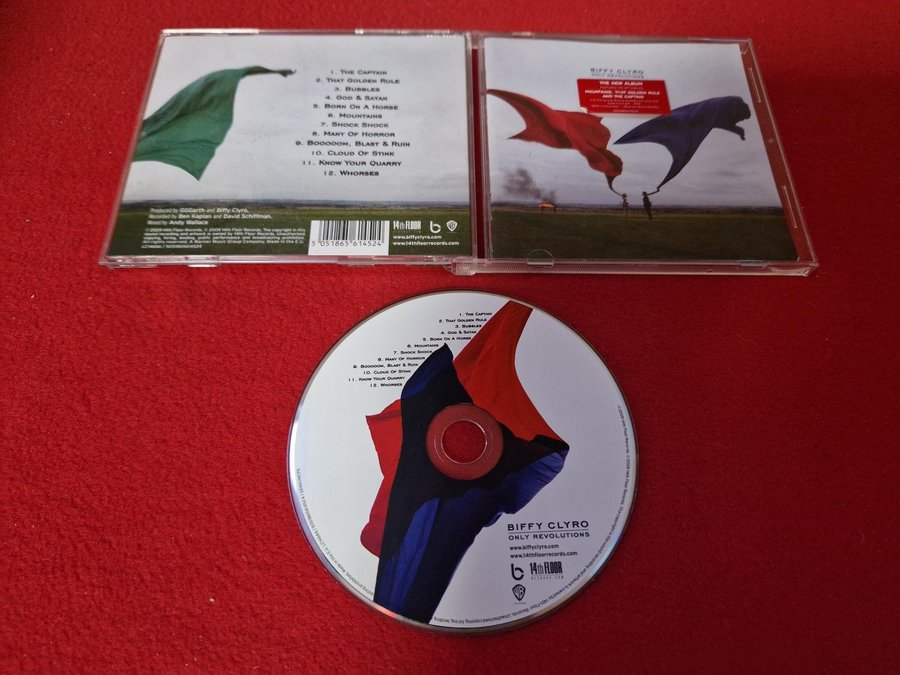 1. The Captain
2. That Golden Rule
3. Bubbles
4. God & Satan
5. Born On A Horse
6. Mountains
7. Shock Shock
8. Many Of Horror
9. Booooom, Blast & Ruin
10. Cloud Of Stink
11. Know Your Quarry
12. Whorses
Produced by GGGarth and Biffy Clyro.
Recorded by Ben Kaplan and David Schiffman.
Mixed by Andy Wallace
5 051865 614524
14th FLOOR
www.biffyclyro.com
www.14thfloorrecords.com
BIFFY CLYRO
ONLY REVOLUTIONS
THE NEW ALBUM
MOUNTAINS, THAT GOLDEN RULE
AND THE CAPTAIN
1. The Captain
2. That Golden Rule
3. Bubbles
4. God & Satan
5. Born On A Horse
6. Mountains
7. Shock Shock
8. Many Of Horror
9. Booooom, Blast & Ruin
10. Cloud Of Stink
11. Know Your Quarry
12. Whorses
BIFFY CLYRO
ONLY REVOLUTIONS
www.biffyclyro.com
www.14thfloorrecords.com
14th FLOOR
RECORDS.COM